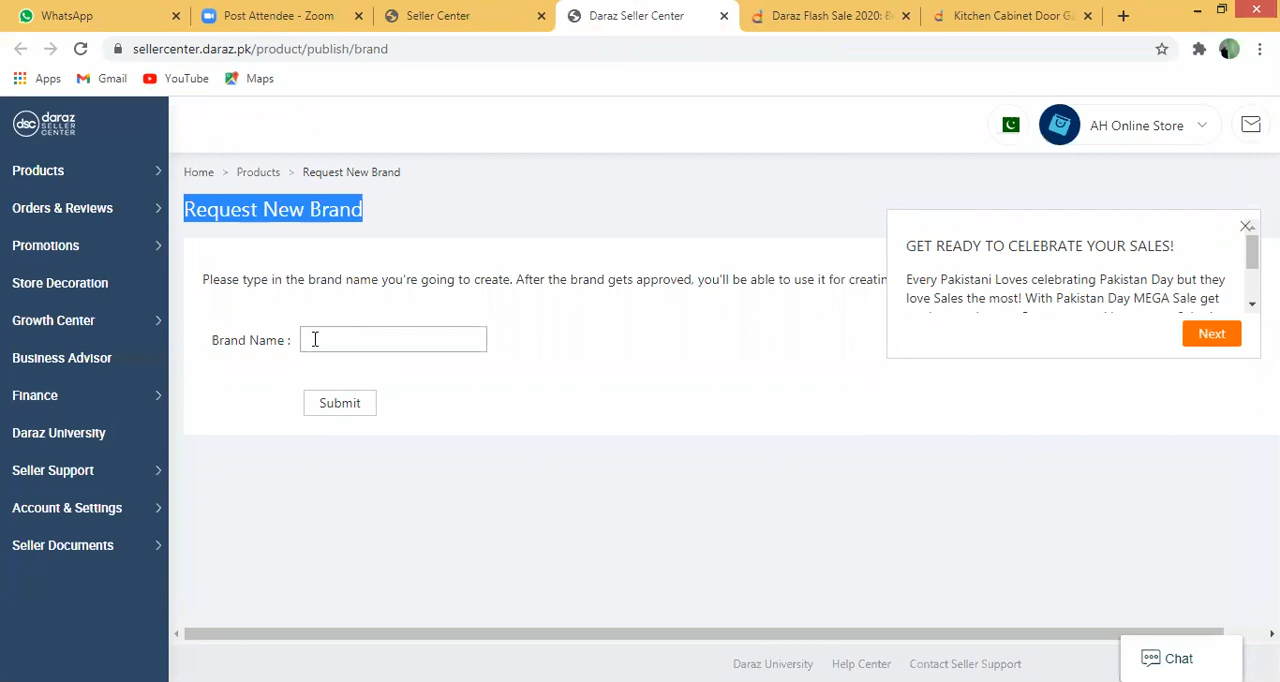 WhatsApp
Post Attendee - Zoom
Seller Center
Daraz Seller Center
Daraz Flash Sale 2020: B
Kitchen Cabinet Door G
sellercenter.daraz.pk/product/publish/brand
Apps
Gmail
YouTube
Maps
dsc daraz SELLER CENTER
AH Online Store
Products
Orders & Reviews
Promotions
Store Decoration
Growth Center
Business Advisor
Finance
Daraz University
Seller Support
Account & Settings
Seller Documents
Home > Products > Request New Brand
Request New Brand
Please type in the brand name you're going to create. After the brand gets approved, you'll be able to use it for creatin
Brand Name :
Submit
GET READY TO CELEBRATE YOUR SALES!
Every Pakistani Loves celebrating Pakistan Day but they
love Sales the most! With Pakistan Day MEGA Sale get
Next
Daraz University
Help Center
Contact Seller Support
Chat